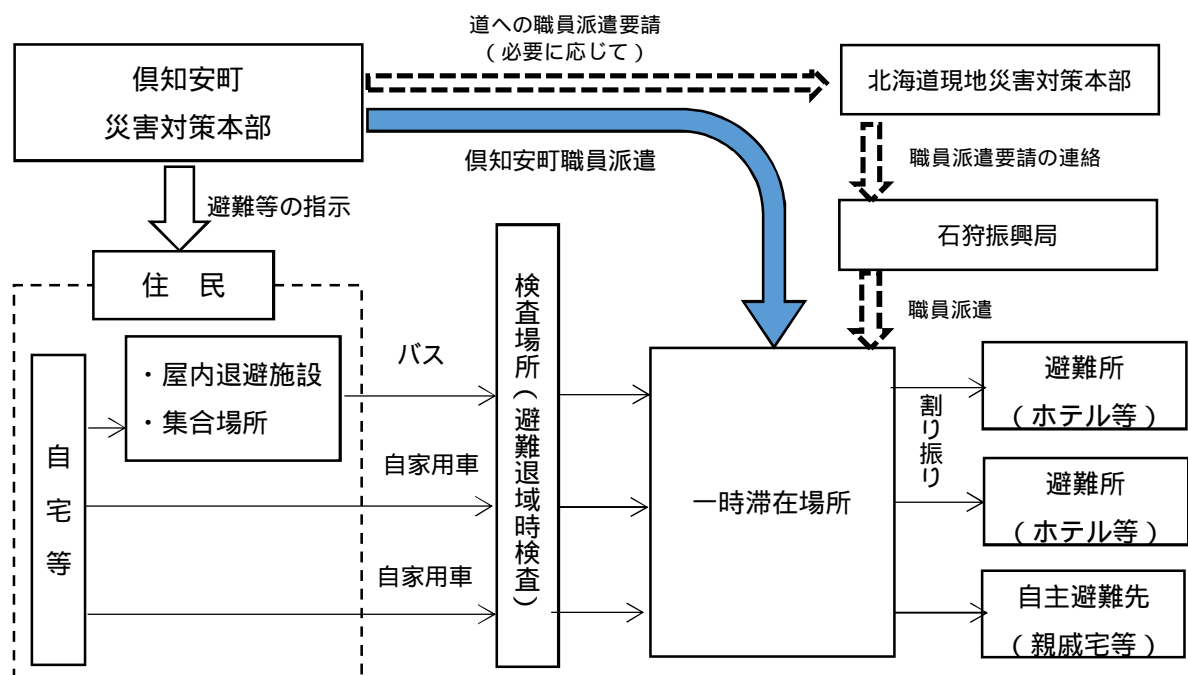 道への職員派遣要請
（必要に応じて）
倶知安町
災害対策本部
北海道現地災害対策本部
倶知安町職員派遣
職員派遣要請の連絡
避難等の指示
石狩振興局
住　民
職員派遣
検査場所（避難退域時検査）
バス
・屋内退避施設
・集合場所
自宅等
自家用車
自家用車
一時滞在場所
割り振り
避難所
（ホテル等）
避難所
（ホテル等）
自主避難先
（親戚宅等）